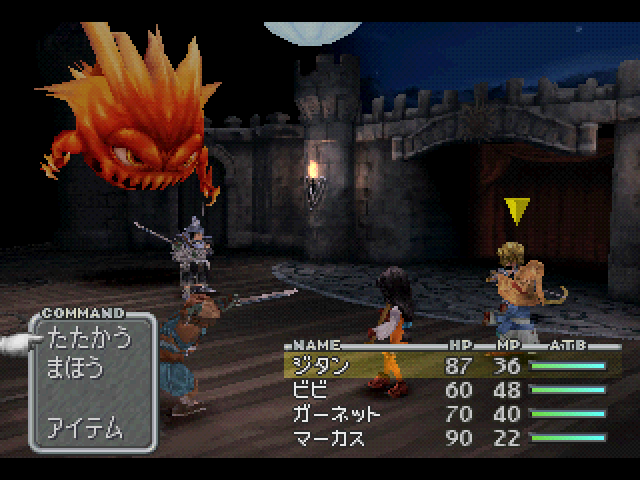 COMMAND
たたかう
まほう
アイテム
NAME HP MP ATB
ジタン 87 36
ビビ 60 48
ガーネット 70 40
マーカス 90 22